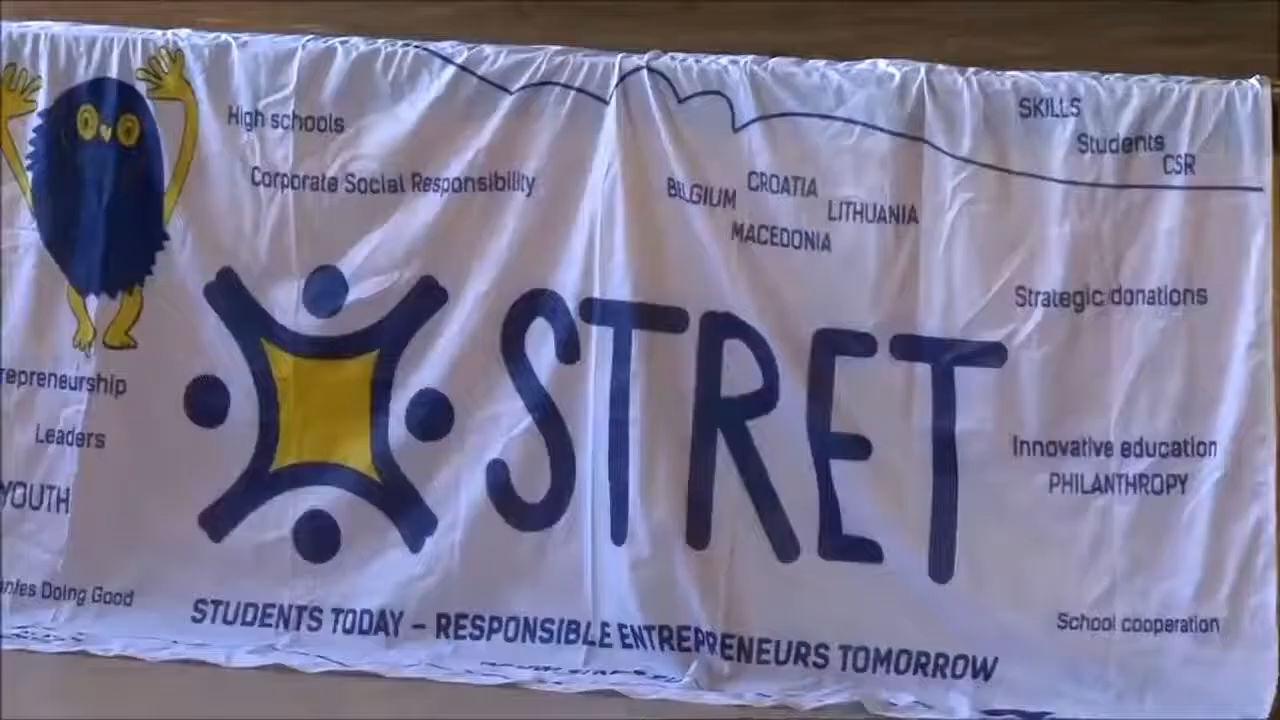 High schools
Corporate Social Responsibility
BELGIUM
CROATIA
LITHUANIA
MACEDONIA
SKILLS
Students
CSR
Strategic donations
repreneurship
Leaders
YOUTH
STRET
Innovative education
PHILANTHROPY
Doing Good
School cooperation
STUDENTS TODAY – RESPONSIBLE ENTREPRENEURS TOMORROW